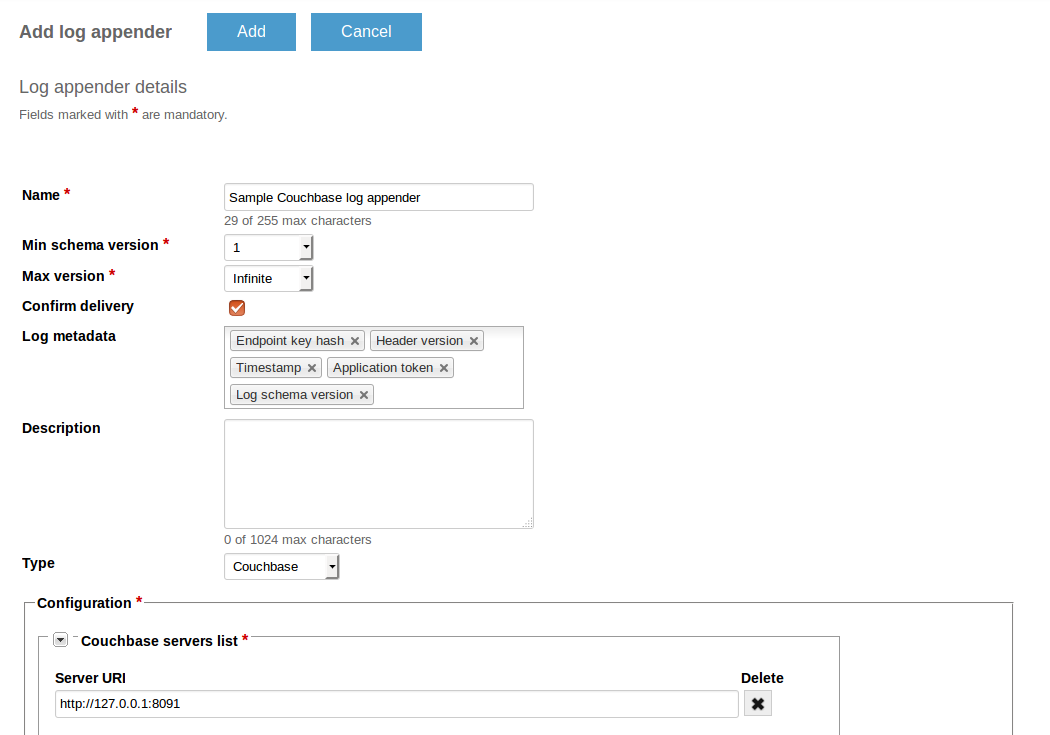 Add log appender Add Cancel
Log appender details
Fields marked with * are mandatory.
Name * Sample Couchbase log appender
29 of 255 max characters
Min schema version * 1
Max version * Infinite
Confirm delivery
Log metadata Endpoint key hash Header version
Timestamp Application token
Log schema version
Description
0 of 1024 max characters
Type Couchbase
Configuration *
Couchbase servers list *
Server URI Delete
http://127.0.0.1:8091